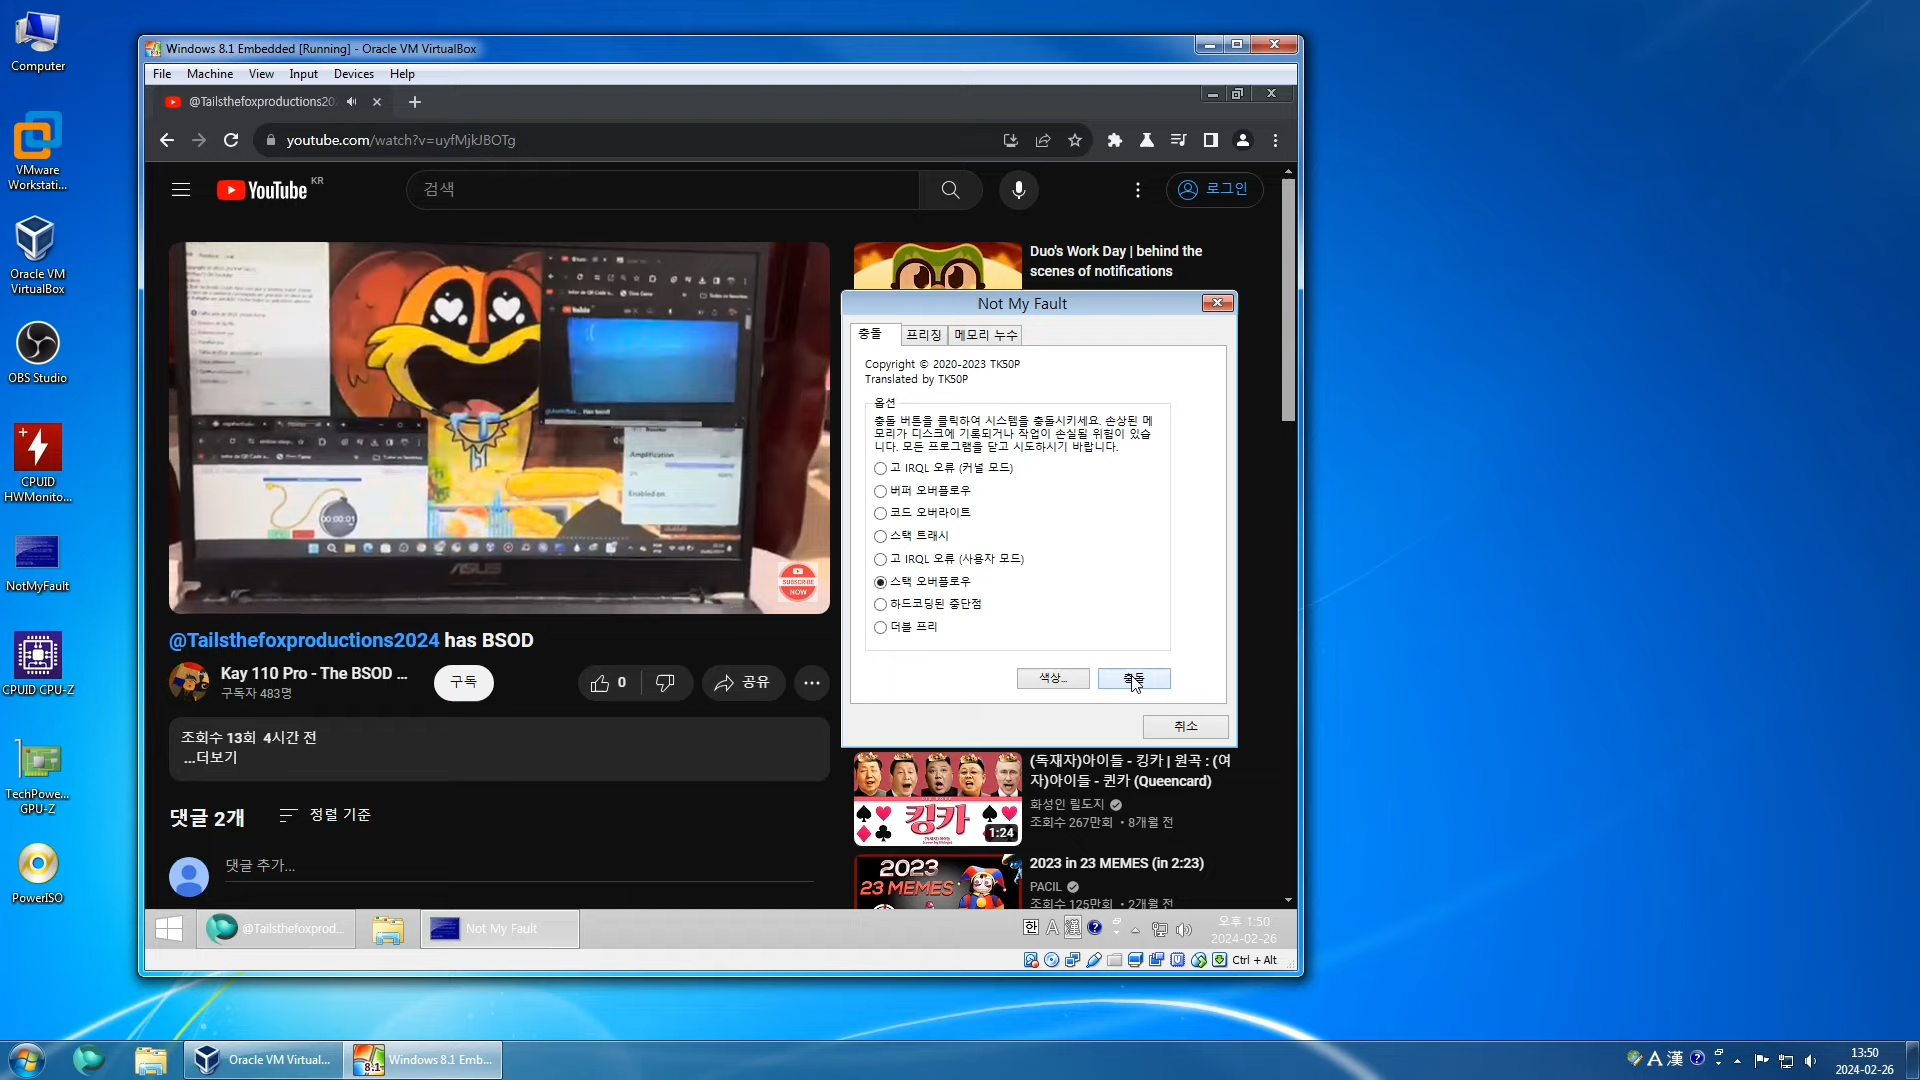 Computer
VMware
Workstati...
Oracle VM
VirtualBox
OBS Studio
CPUID
HWMonito...
NotMyFault
CPUID CPU-Z
TechPowe...
GPU-Z
PowerISO
Windows 8.1 Embedded [Running] - Oracle VM VirtualBox
File Machine View Input Devices Help
@Tailsthefoxproductions20
youtube.com/watch?v=uyfMjkJBOTg
YouTube KR
검색
로그인
Amplification
Enabled on
00:00:01
ASUS
SUBSCRIBE
NOW
@Tailsthefoxproductions2024 has BSOD
Kay 110 Pro - The BSOD ...
구독자 483명
구독
0
공유
조회수 13회 4시간 전
...더보기
댓글 2개
정렬 기준
댓글 추가...
Duo's Work Day | behind the
scenes of notifications
Not My Fault
충돌 프리징 메모리 누수
Copyright © 2020-2023 TK50P
Translated by TK50P
옵션
충돌 버튼을 클릭하여 시스템을 충돌시키세요. 손상된 메
모리가 디스크에 기록되거나 작업이 손실될 위험이 있습
니다. 모든 프로그램을 닫고 시도하시기 바랍니다.
고 IRQL 오류 (커널 모드)
버퍼 오버플로우
코드 오버라이트
스택 트래시
고 IRQL 오류 (사용자 모드)
스택 오버플로우
하드코딩된 중단점
더블 프리
색상...
충돌
취소
킹카
1:24
(독재자)아이들 - 킹카 | 원곡 : (여
자)아이들 - 퀸카 (Queencard)
화성인 릴도지
조회수 267만회 • 8개월 전
2023
23 MEMES
2023 in 23 MEMES (in 2:23)
PACIL
조회수 125만회 • 2개월 전
@Tailsthefoxprod...
Not My Fault
한 A 漢
오후 1:50
2024-02-26
Ctrl + Alt
Oracle VM Virtual...
8.1
Windows 8.1 Emb...
A 漢
13:50
2024-02-26